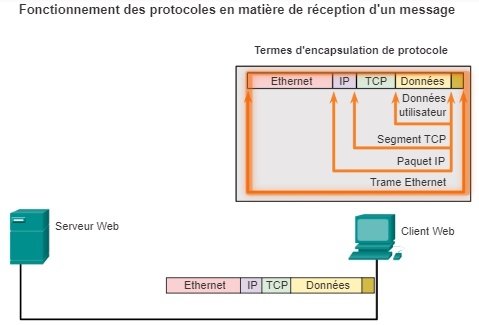 Fonctionnement des protocoles en matière de réception d'un message
Termes d'encapsulation de protocole
Ethernet IP TCP Données
Données
utilisateur
Segment TCP
Paquet IP
Trame Ethernet
Serveur Web
Client Web
Ethernet IP TCP Données